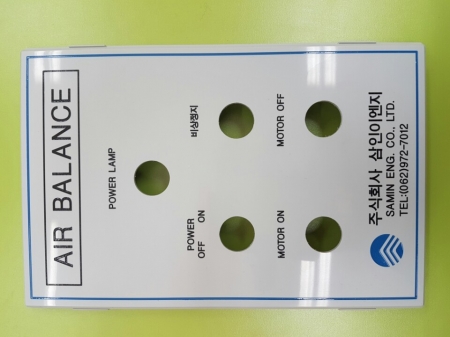 AIR BALANCE
POWER LAMP
비상정지
POWER
OFF ON
MOTOR OFF
MOTOR ON
주식회사 삼인이엔지
SAMIN ENG. CO., LTD.
TEL:(062)972-7012